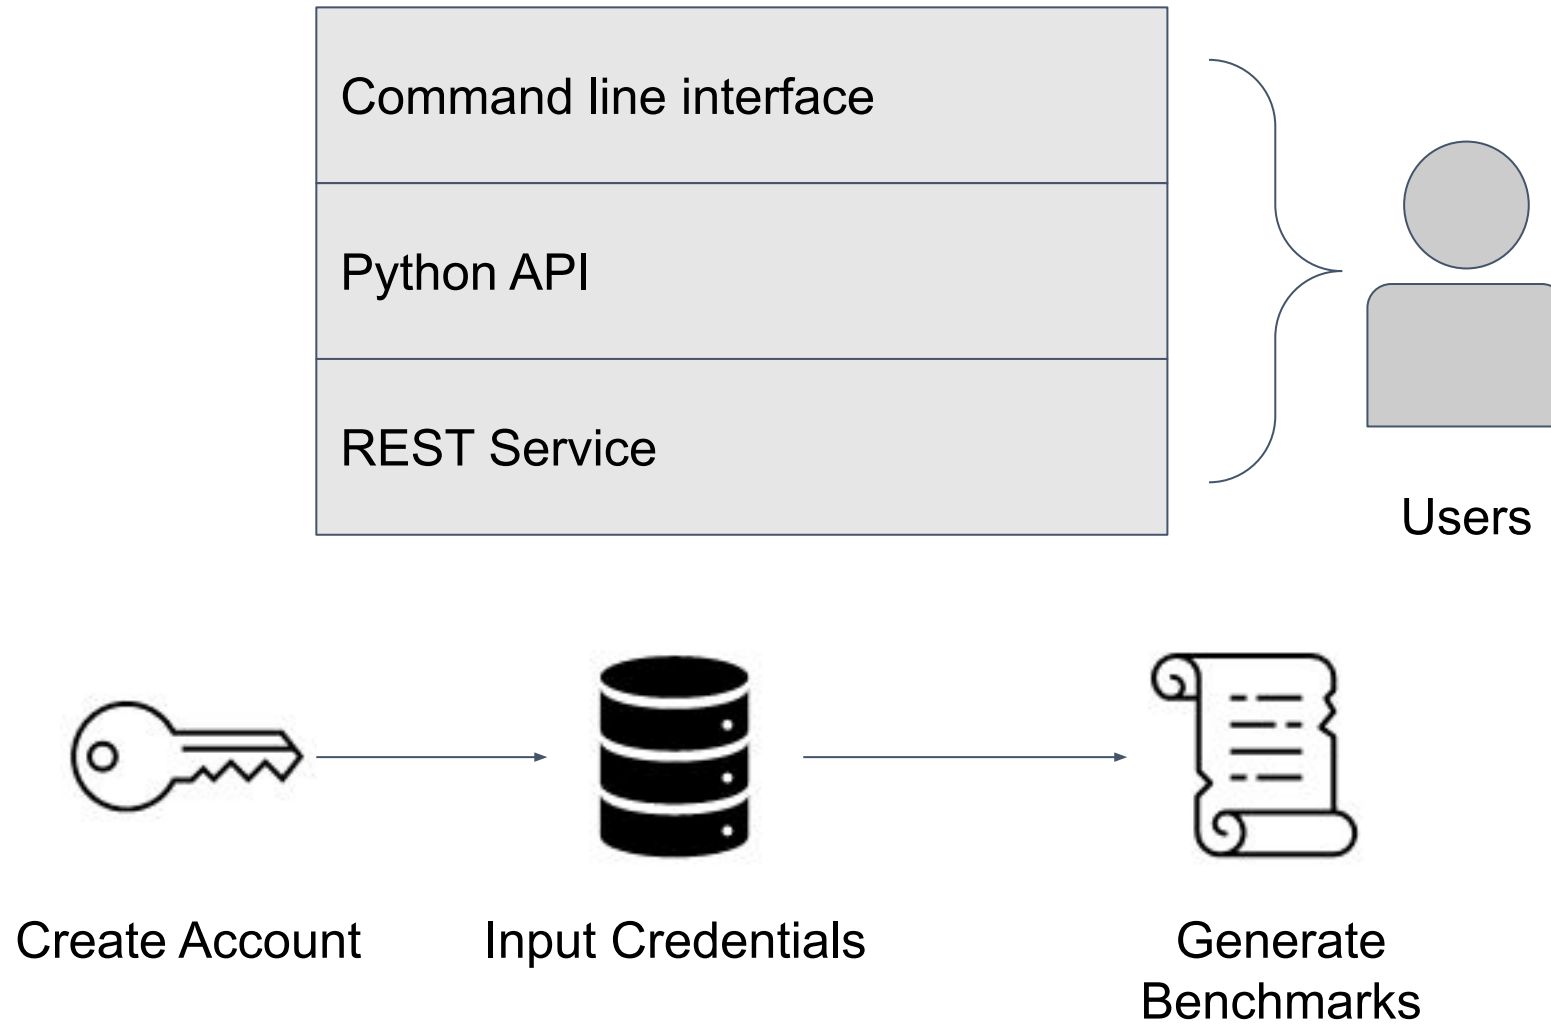 Command line interface
Python API
REST Service
Users
Create Account
Input Credentials
Generate
Benchmarks